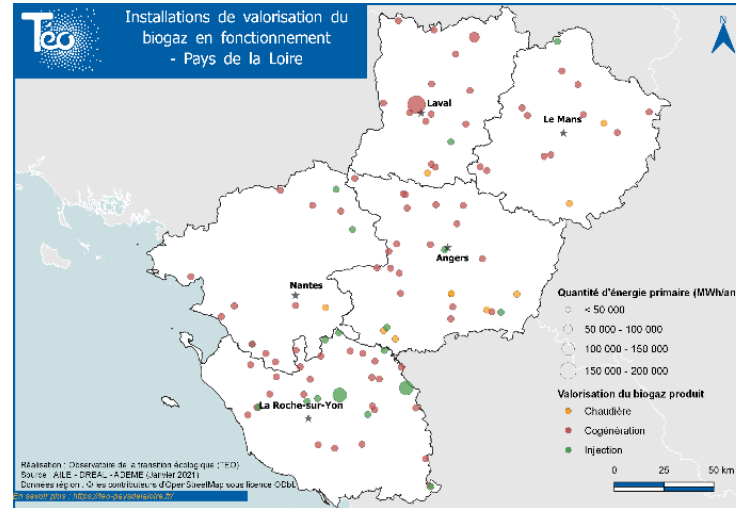 Teo
Installations de valorisation du
biogaz en fonctionnement
- Pays de la Loire
N
Laval
Le Mans
Angers
Nantes
La Roche-sur-Yon
Quantité d'énergie primaire (MWh/an
< 50 000
50 000 - 100 000
100 000 - 150 000
150 000 - 200 000
Valorisation du biogaz produit
Chaudière
Cogénération
Injection
0 25 50 km
Réalisation : Observatoire de la transition écologique (TEO)
Source : AILE - DREAL - ADEME (Janvier 2021)
Données région : © les contributeurs d'OpenStreetMap sous licence ODbL
En savoir plus : https://teo-paysdelaloire.fr/